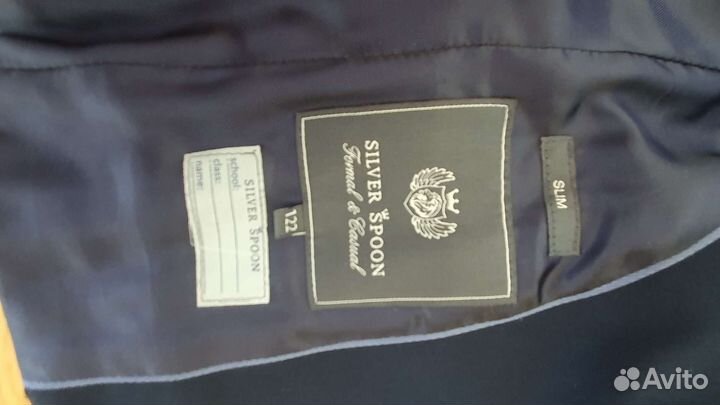 SLIM
SILVER SPOON
Formal & Casual
122
SILVER SPOON
school:
class:
name:
Avito